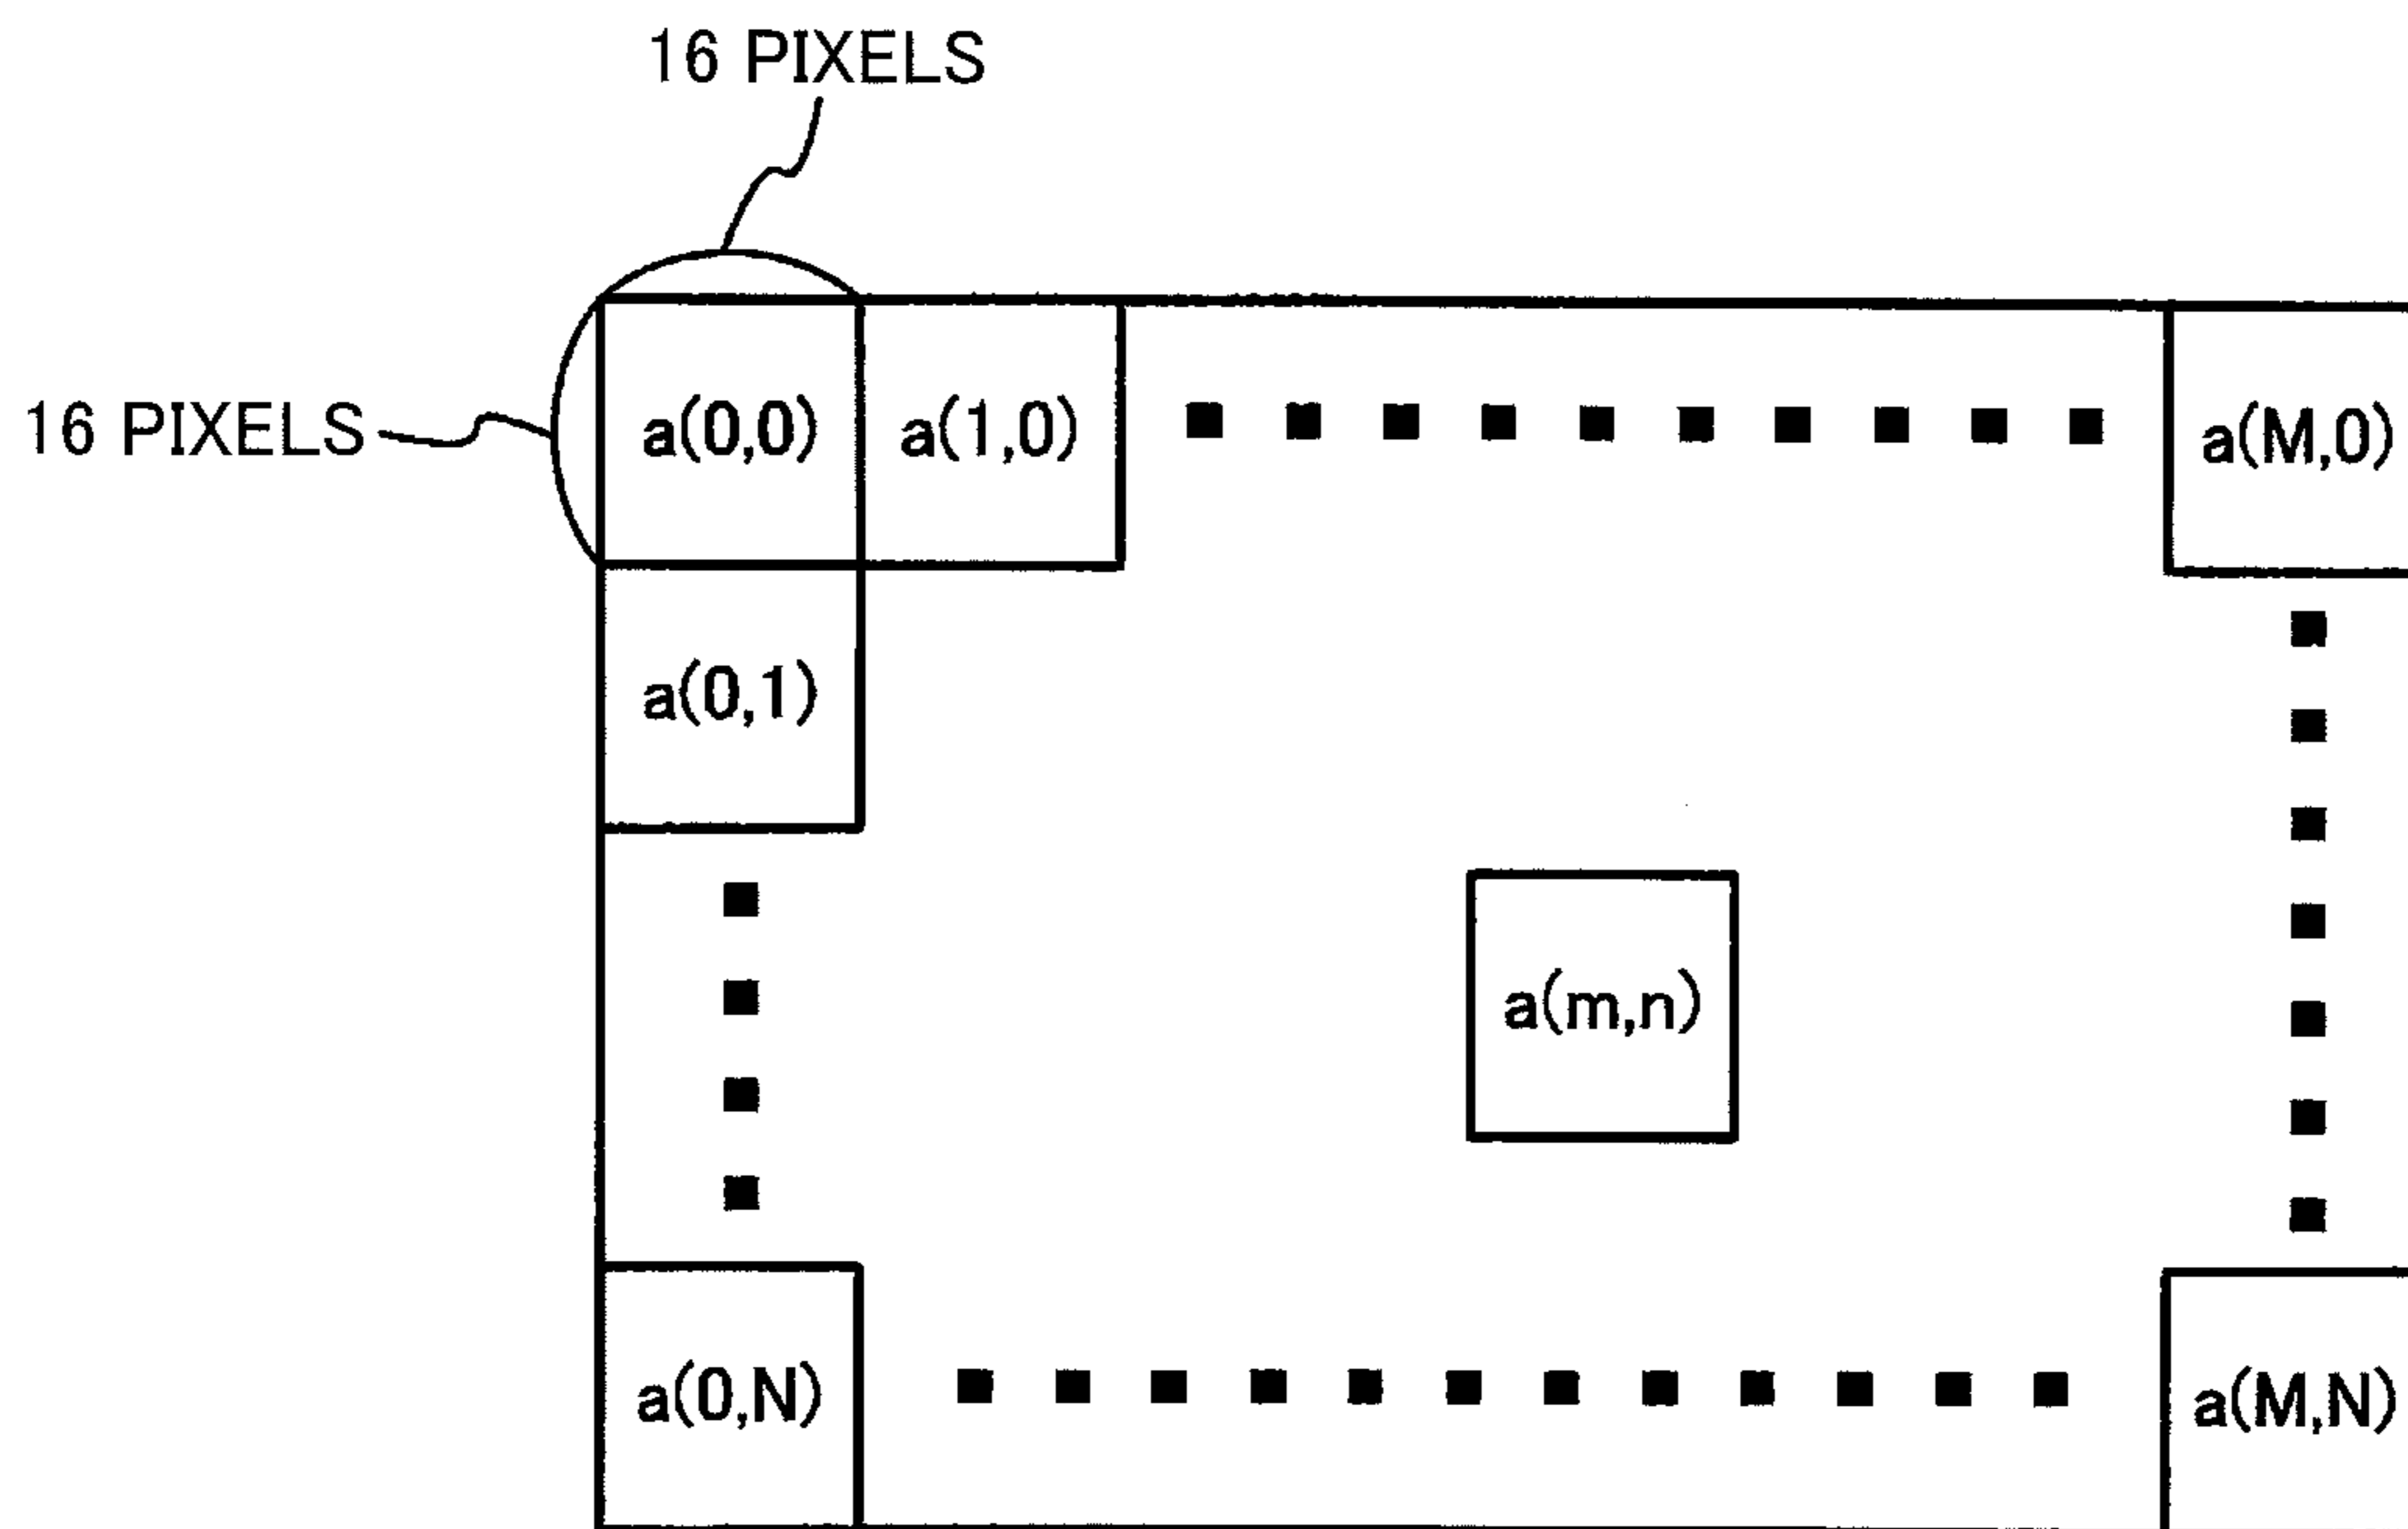 16 PIXELS
16 PIXELS
a(0,0) a(1,0) a(M,0)
a(0,1)
a(m,n)
a(0,N) a(M,N)